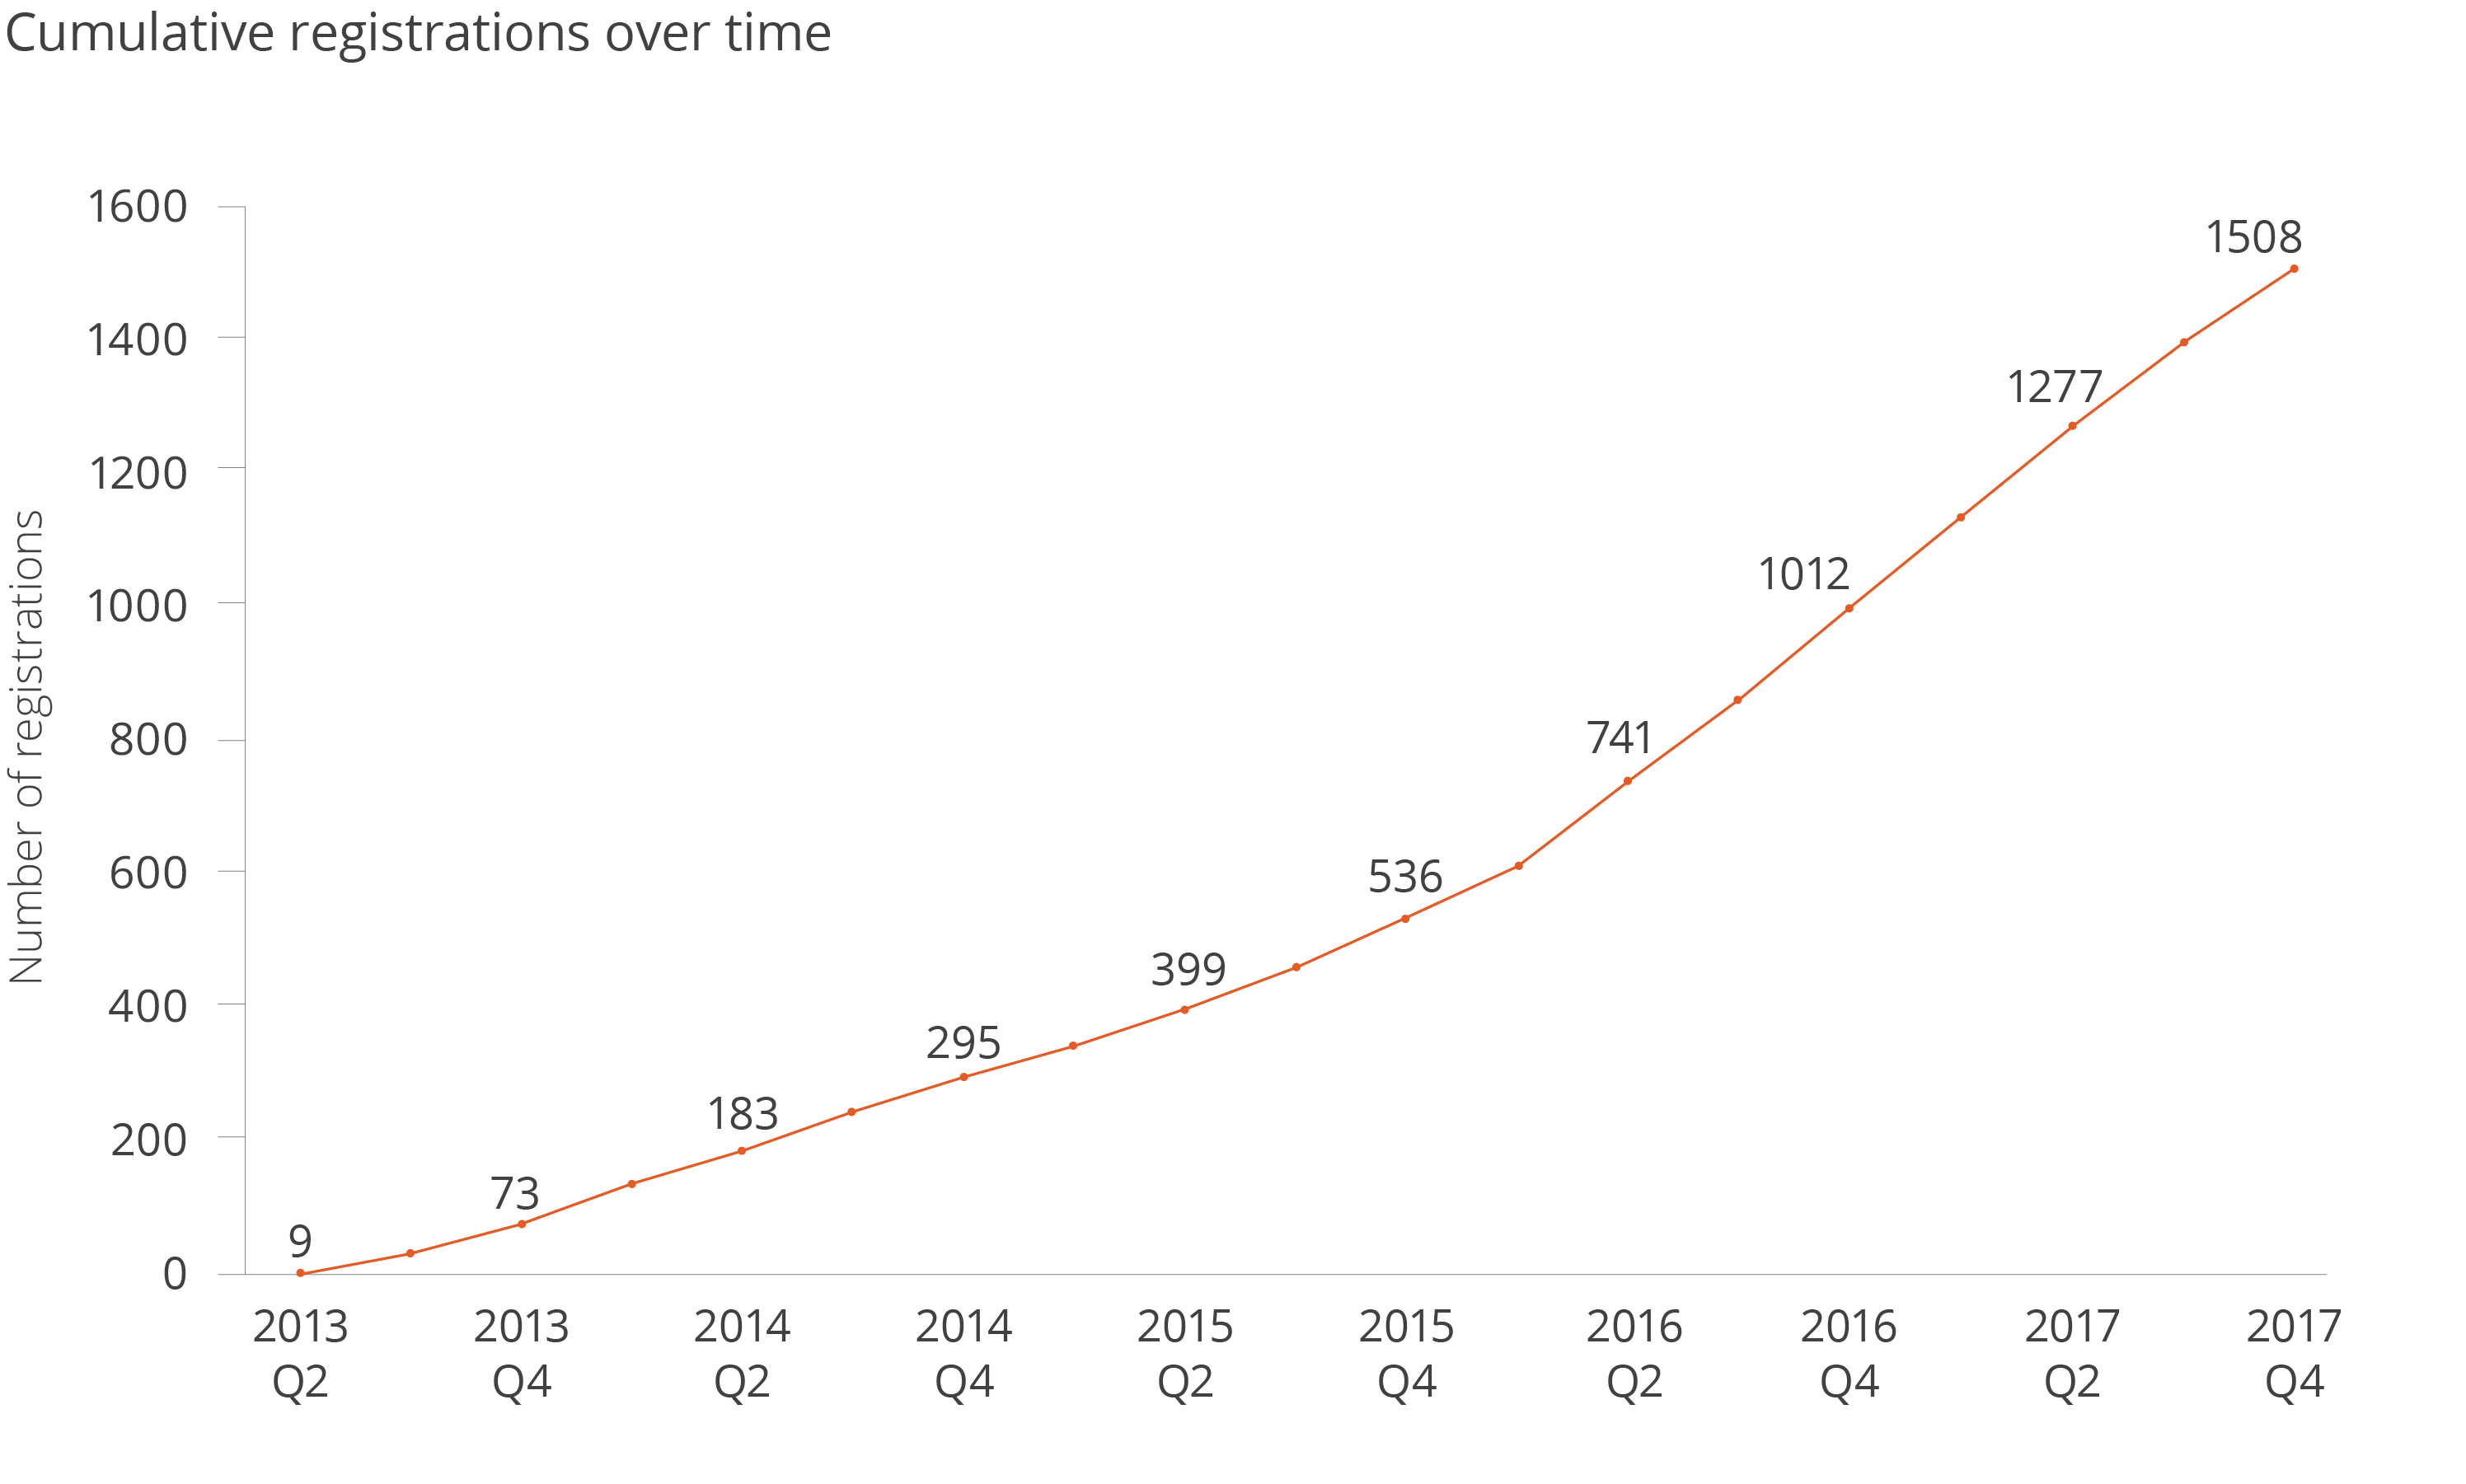 Cumulative registrations over time
Number of registrations
1600
1400
1200
1000
800
600
400
200
0
9
73
183
295
399
536
741
1012
1277
1508
2013 Q2
2013 Q4
2014 Q2
2014 Q4
2015 Q2
2015 Q4
2016 Q2
2016 Q4
2017 Q2
2017 Q4